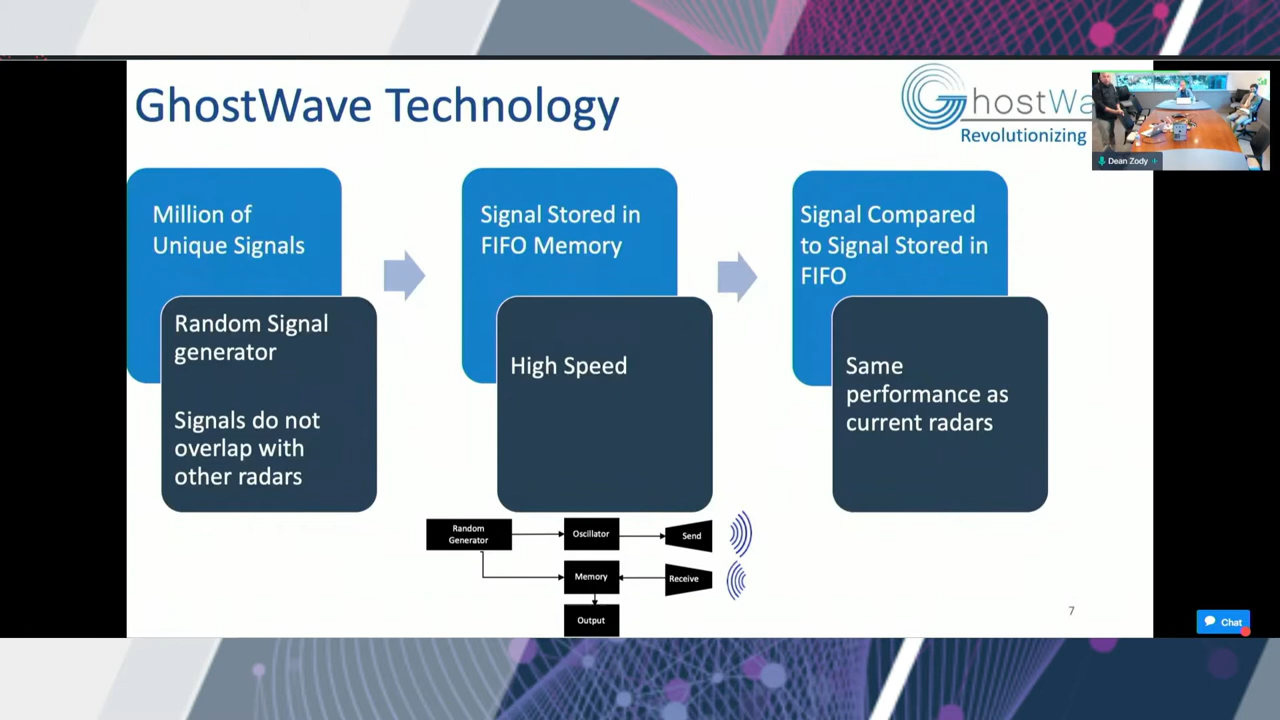 GhostWave Technology
GhostWa
Revolutionizing
Dean Zody
Million of
Unique Signals
Random Signal
generator
Signals do not
overlap with
other radars
Signal Stored in
FIFO Memory
High Speed
Signal Compared
to Signal Stored in
FIFO
Same
performance as
current radars
Random
Generator
Oscillator
Send
Memory
Receive
Output
7
Chat